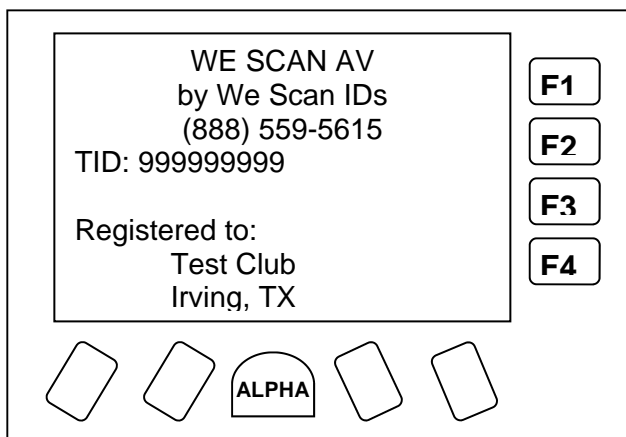 WE SCAN AV
by We Scan IDs
(888) 559-5615
TID: 999999999
Registered to:
Test Club
Irving, TX
F1
F2
F3
F4
ALPHA